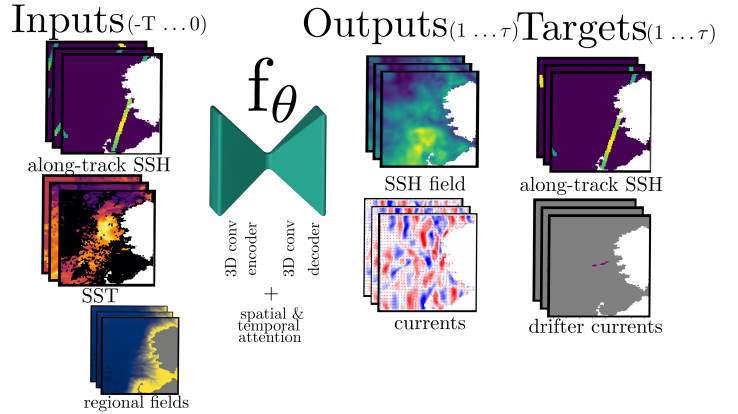 Inputs(-T … 0)
along-track SSH
SST
regional fields
f_θ
3D conv
encoder
3D conv
decoder
+
spatial &
temporal
attention
Outputs(1 … τ)
SSH field
currents
Targets(1 … τ)
along-track SSH
drifter currents